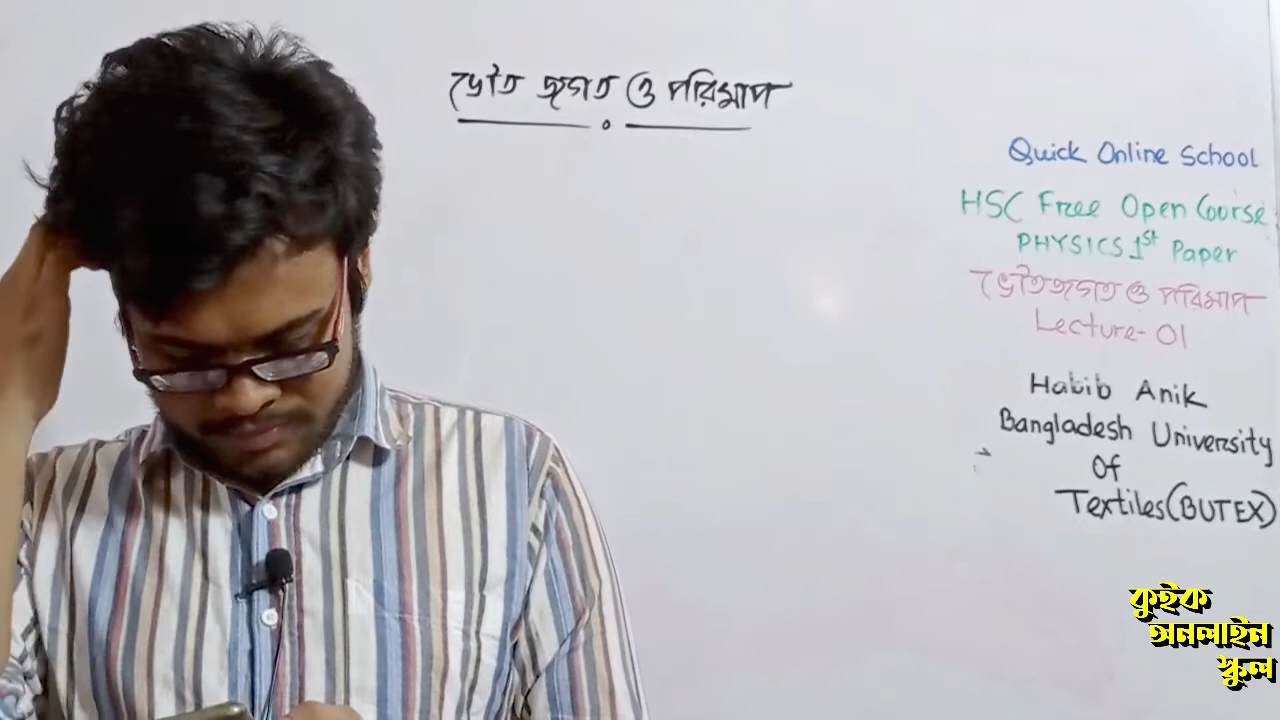 ভৌত জগত ও পরিমাপ
Quick Online School
HSC Free Open Course
PHYSICS 1st Paper
ভৌতজগত ও পরিমাপ
Lecture-01
Habib Anik
Bangladesh University
Of
Textiles(BUTEX)
কুইক
অনলাইন
স্কুল